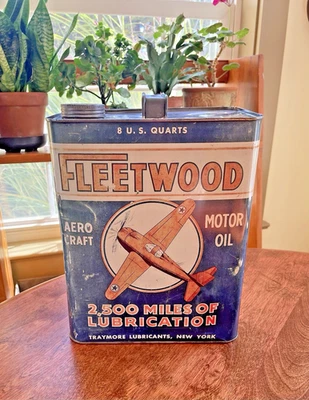 8 U.S. QUARTS
FLEETWOOD
AERO MOTOR
CRAFT OIL
2,500 MILES OF
LUBRICATION
TRAYMORE LUBRICANTS, NEW YORK